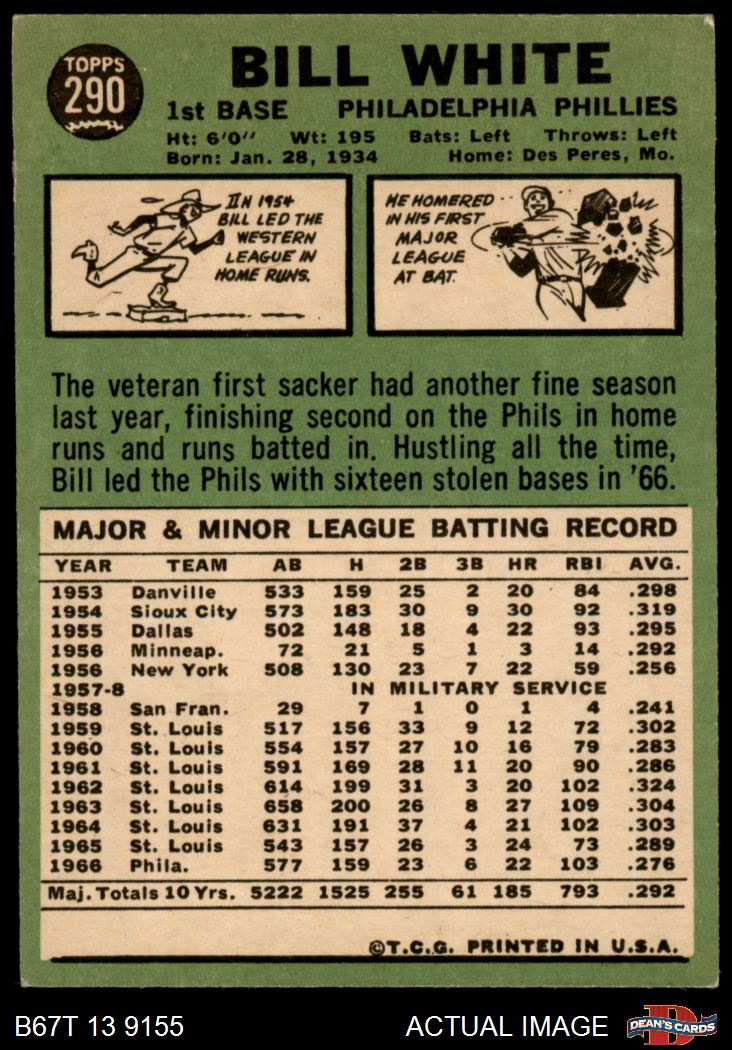 TOPPS
290
BILL WHITE
1st BASE PHILADELPHIA PHILLIES
Ht: 6'0" Wt: 195 Bats: Left Throws: Left
Born: Jan. 28, 1934 Home: Des Peres, Mo.
IN 1954
BILL LED THE
WESTERN
LEAGUE IN
HOME RUNS.
HE HOMERED
IN HIS FIRST
MAJOR
LEAGUE
AT BAT.
The veteran first sacker had another fine season
last year, finishing second on the Phils in home
runs and runs batted in. Hustling all the time,
Bill led the Phils with sixteen stolen bases in '66.
MAJOR & MINOR LEAGUE BATTING RECORD
YEAR TEAM AB H 2B 3B HR RBI AVG.
1953 Danville 533 159 25 2 20 84 .298
1954 Sioux City 573 183 30 9 30 92 .319
1955 Dallas 502 148 18 4 22 93 .295
1956 Minneap. 72 21 5 1 3 14 .292
1956 New York 508 130 23 7 22 59 .256
1957-8 IN MILITARY SERVICE
1958 San Fran. 29 7 1 0 1 4 .241
1959 St. Louis 517 156 33 9 12 72 .302
1960 St. Louis 554 157 27 10 16 79 .283
1961 St. Louis 591 169 28 11 20 90 .286
1962 St. Louis 614 199 31 3 20 102 .324
1963 St. Louis 658 200 26 8 27 109 .304
1964 St. Louis 631 191 37 4 21 102 .303
1965 St. Louis 543 157 26 3 24 73 .289
1966 Phila. 577 159 23 6 22 103 .276
Maj. Totals 10 Yrs. 5222 1525 255 61 185 793 .292
©T.C.G. PRINTED IN U.S.A.
B67T 13 9155 ACTUAL IMAGE
D
DEAN'S CARDS